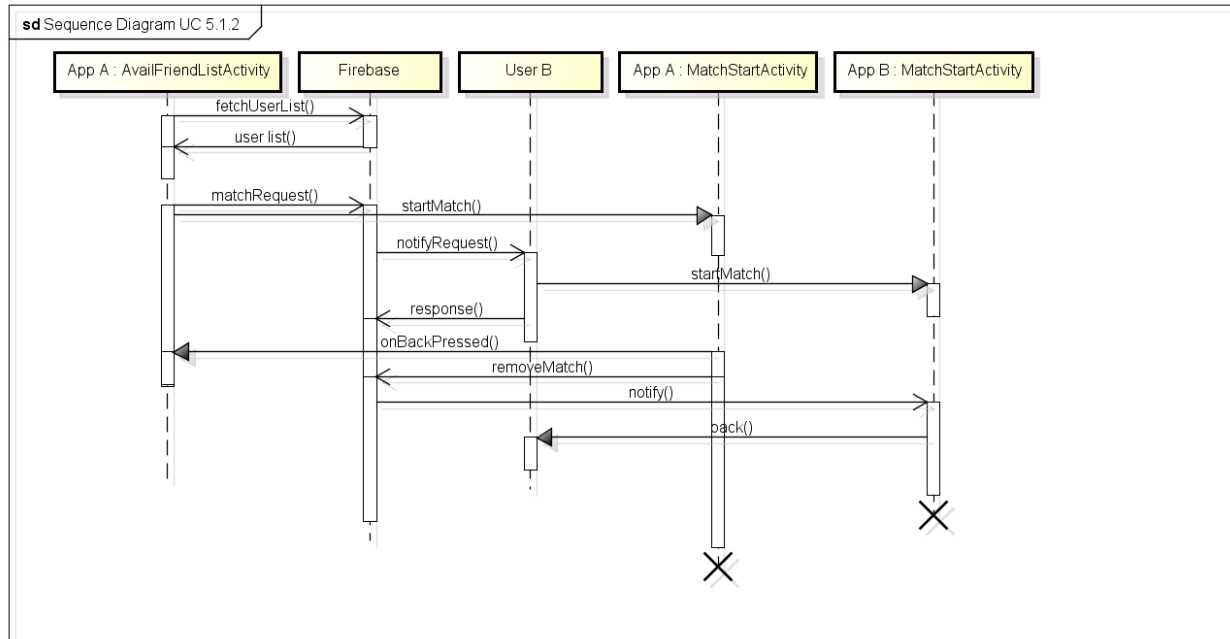 sd Sequence Diagram UC 5.1.2
App A : AvailFriendListActivity
Firebase
User B
App A : MatchStartActivity
App B : MatchStartActivity
fetchUserList()
user list()
matchRequest()
startMatch()
notifyRequest()
startMatch()
response()
onBackPressed()
removeMatch()
notify()
back()